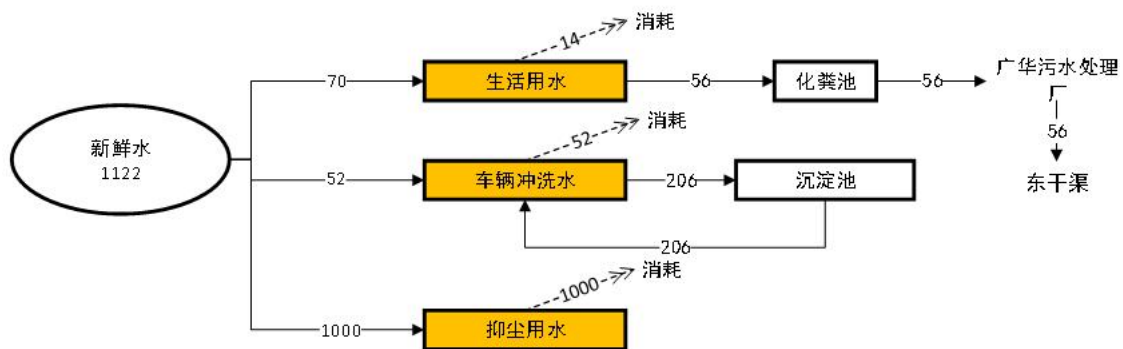 14
消耗
70
生活用水
56
化粪池
56
广华污水处理
厂
56
东干渠
新鲜水
1122
52
消耗
52
车辆冲洗水
206
沉淀池
206
1000
消耗
1000
抑尘用水